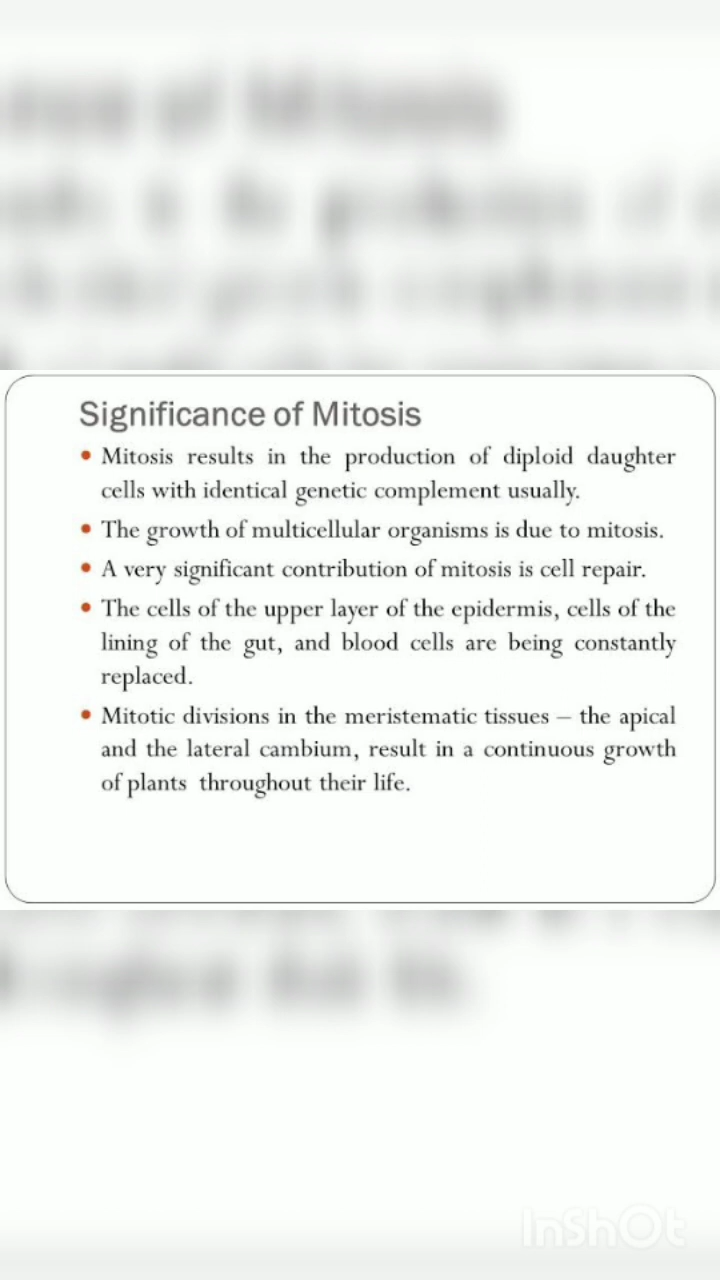 Significance of Mitosis
• Mitosis results in the production of diploid daughter
cells with identical genetic complement usually.
• The growth of multicellular organisms is due to mitosis.
• A very significant contribution of mitosis is cell repair.
• The cells of the upper layer of the epidermis, cells of the
lining of the gut, and blood cells are being constantly
replaced.
• Mitotic divisions in the meristematic tissues – the apical
and the lateral cambium, result in a continuous growth
of plants throughout their life.
InShOt